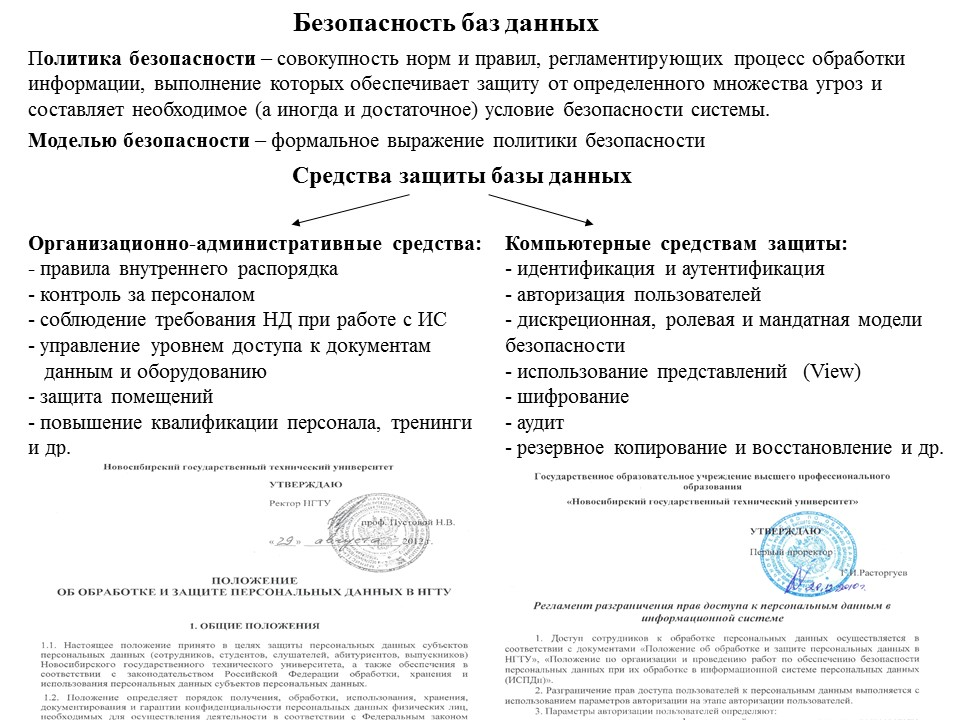 Безопасность баз данных
Политика безопасности – совокупность норм и правил, регламентирующих процесс обработки
информации, выполнение которых обеспечивает защиту от определенного множества угроз и
составляет необходимое (а иногда и достаточное) условие безопасности системы.
Моделью безопасности – формальное выражение политики безопасности
Средства защиты базы данных
Организационно-административные средства:
- правила внутреннего распорядка
- контроль за персоналом
- соблюдение требования НД при работе с ИС
- управление уровнем доступа к документам
данным и оборудованию
- защита помещений
- повышение квалификации персонала, тренинги
и др.
Компьютерные средствам защиты:
- идентификация и аутентификация
- авторизация пользователей
- дискреционная, ролевая и мандатная модели
безопасности
- использование представлений (View)
- шифрование
- аудит
- резервное копирование и восстановление и др.
Новосибирский государственный технический университет
УТВЕРЖДАЮ
Ректор НГТУ
проф. Пустовой Н.В.
«29» августа 2012 г.
ПОЛОЖЕНИЕ
ОБ ОБРАБОТКЕ И ЗАЩИТЕ ПЕРСОНАЛЬНЫХ ДАННЫХ В НГТУ
1. ОБЩИЕ ПОЛОЖЕНИЯ
1.1. Настоящее положение принято в целях защиты персональных данных субъектов
персональных данных (сотрудников, студентов, слушателей, абитуриентов, выпускников)
Новосибирского государственного технического университета, а также обеспечения в
соответствии с законодательством Российской Федерации обработки, хранения и
использования персональных данных субъектов персональных данных.
1.2. Положение определяет порядок получения, обработки, использования, хранения,
документирования и гарантии конфиденциальности персональных данных физических лиц,
необходимых для осуществления деятельности в соответствии с Федеральным законом
Государственное образовательное учреждение высшего профессионального
образования
«Новосибирский государственный технический университет»
УТВЕРЖДАЮ
Первый проректор
Г.И.Расторгуев
Регламент разграничения прав доступа к персональным данным в
информационной системе
1. Доступ сотрудников к обработке персональных данных осуществляется в
соответствии с документами «Положение об обработке и защите персональных данных в
НГТУ», «Положение по организации и проведению работ по обеспечению безопасности
персональных данных при их обработке в информационной системе персональных данных
(ИСПДн)».
2. Разграничение прав доступа пользователей к персональным данным выполняется с
использованием параметров авторизации на этапе авторизации пользователей.
3. Параметры авторизации пользователей определяют: